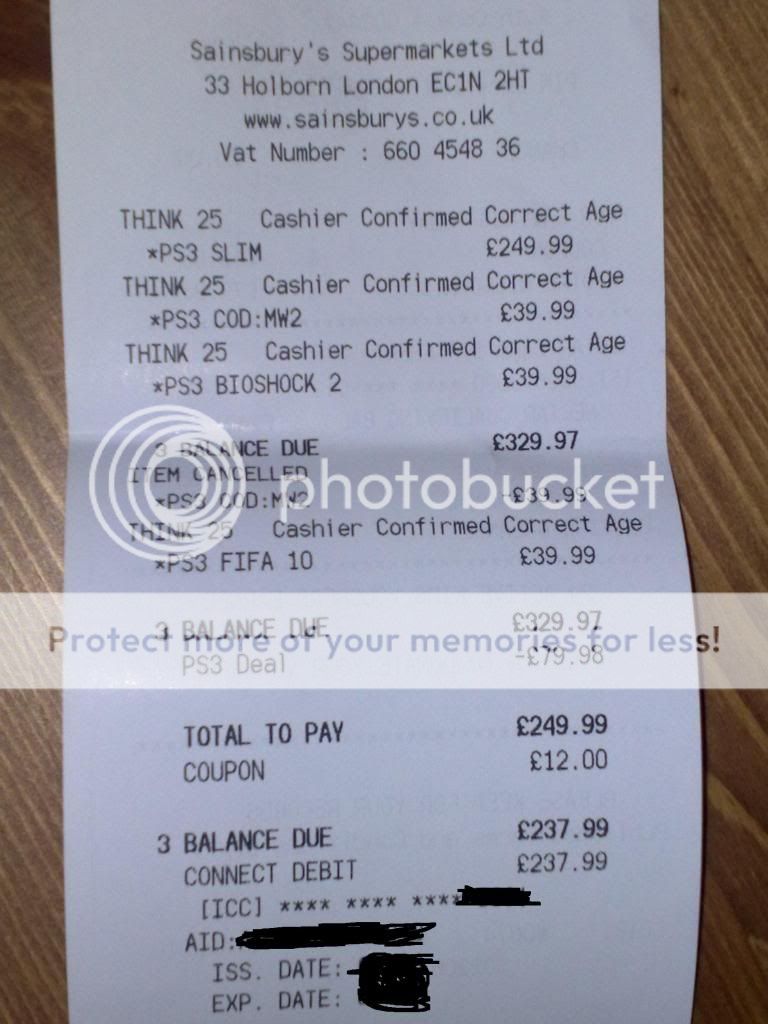 Sainsbury's Supermarkets Ltd
33 Holborn London EC1N 2HT
www.sainsburys.co.uk
Vat Number : 660 4548 36
THINK 25 Cashier Confirmed Correct Age
*PS3 SLIM £249.99
THINK 25 Cashier Confirmed Correct Age
*PS3 COD:MW2 £39.99
THINK 25 Cashier Confirmed Correct Age
*PS3 BIOSHOCK 2 £39.99
3 BALANCE DUE £329.97
ITEM CANCELLED
*PS3 COD:MW2 -£39.99
photobucket
THINK 25 Cashier Confirmed Correct Age
*PS3 FIFA 10 £39.99
3 BALANCE DUE £329.97
Protect more of your memories for less!
PS3 Deal -£79.98
TOTAL TO PAY £249.99
COUPON £12.00
3 BALANCE DUE £237.99
CONNECT DEBIT £237.99
[ICC] **** **** ****
AID:
ISS. DATE:
EXP. DATE: